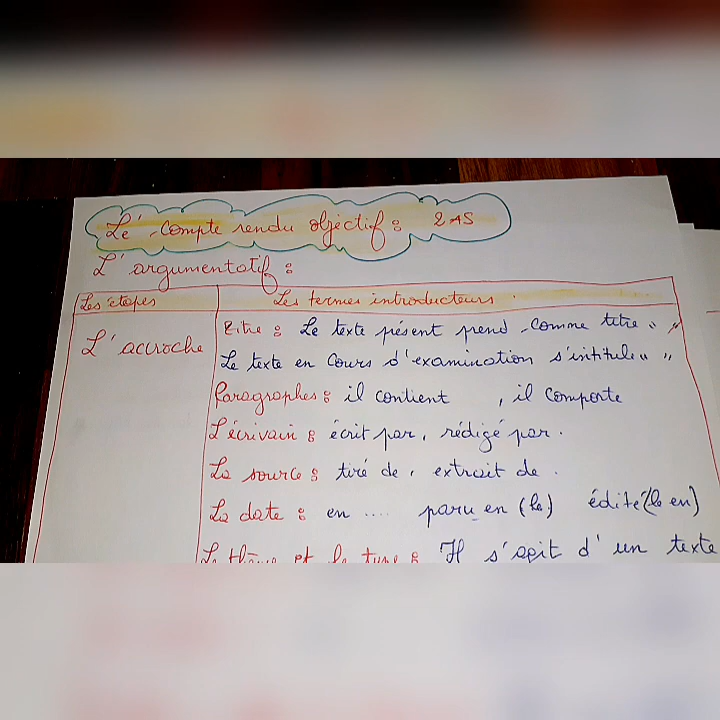 Le compte rendu objectif : 2AS
L'argumentatif :
Les étapes
Les termes introducteurs
L'accroche
Titre : Le texte présent prend comme titre " "
Le texte en cours d'examination s'intitule " "
Paragraphes : il contient , il comporte
L'écrivain : écrit par, rédigé par.
La source : tiré de, extrait de.
La date : en .... paru en (le) édité (le en)
Le thème et le type : Il s'agit d'un texte